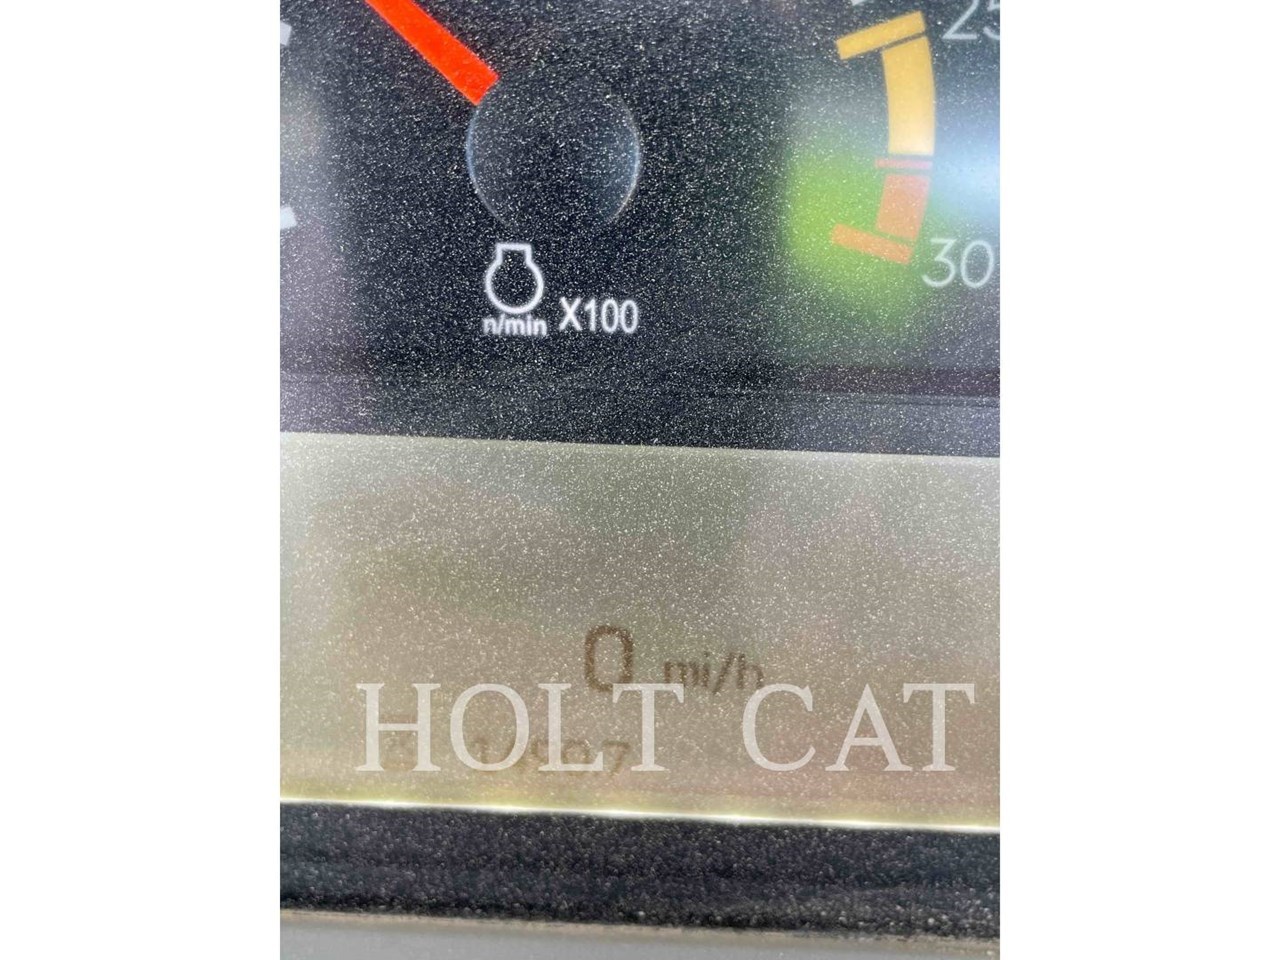 25
30
n/min X100
0 mi/h
HOLT CAT